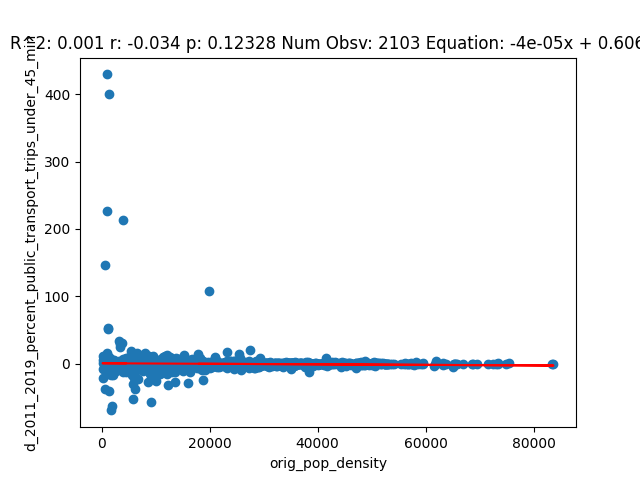 R^2: 0.001 r: -0.034 p: 0.12328 Num Obsv: 2103 Equation: -4e-05x + 0.606
d_2011_2019_percent_public_transport_trips_under_45_min
400
300
200
100
0
0 20000 40000 60000 80000
orig_pop_density